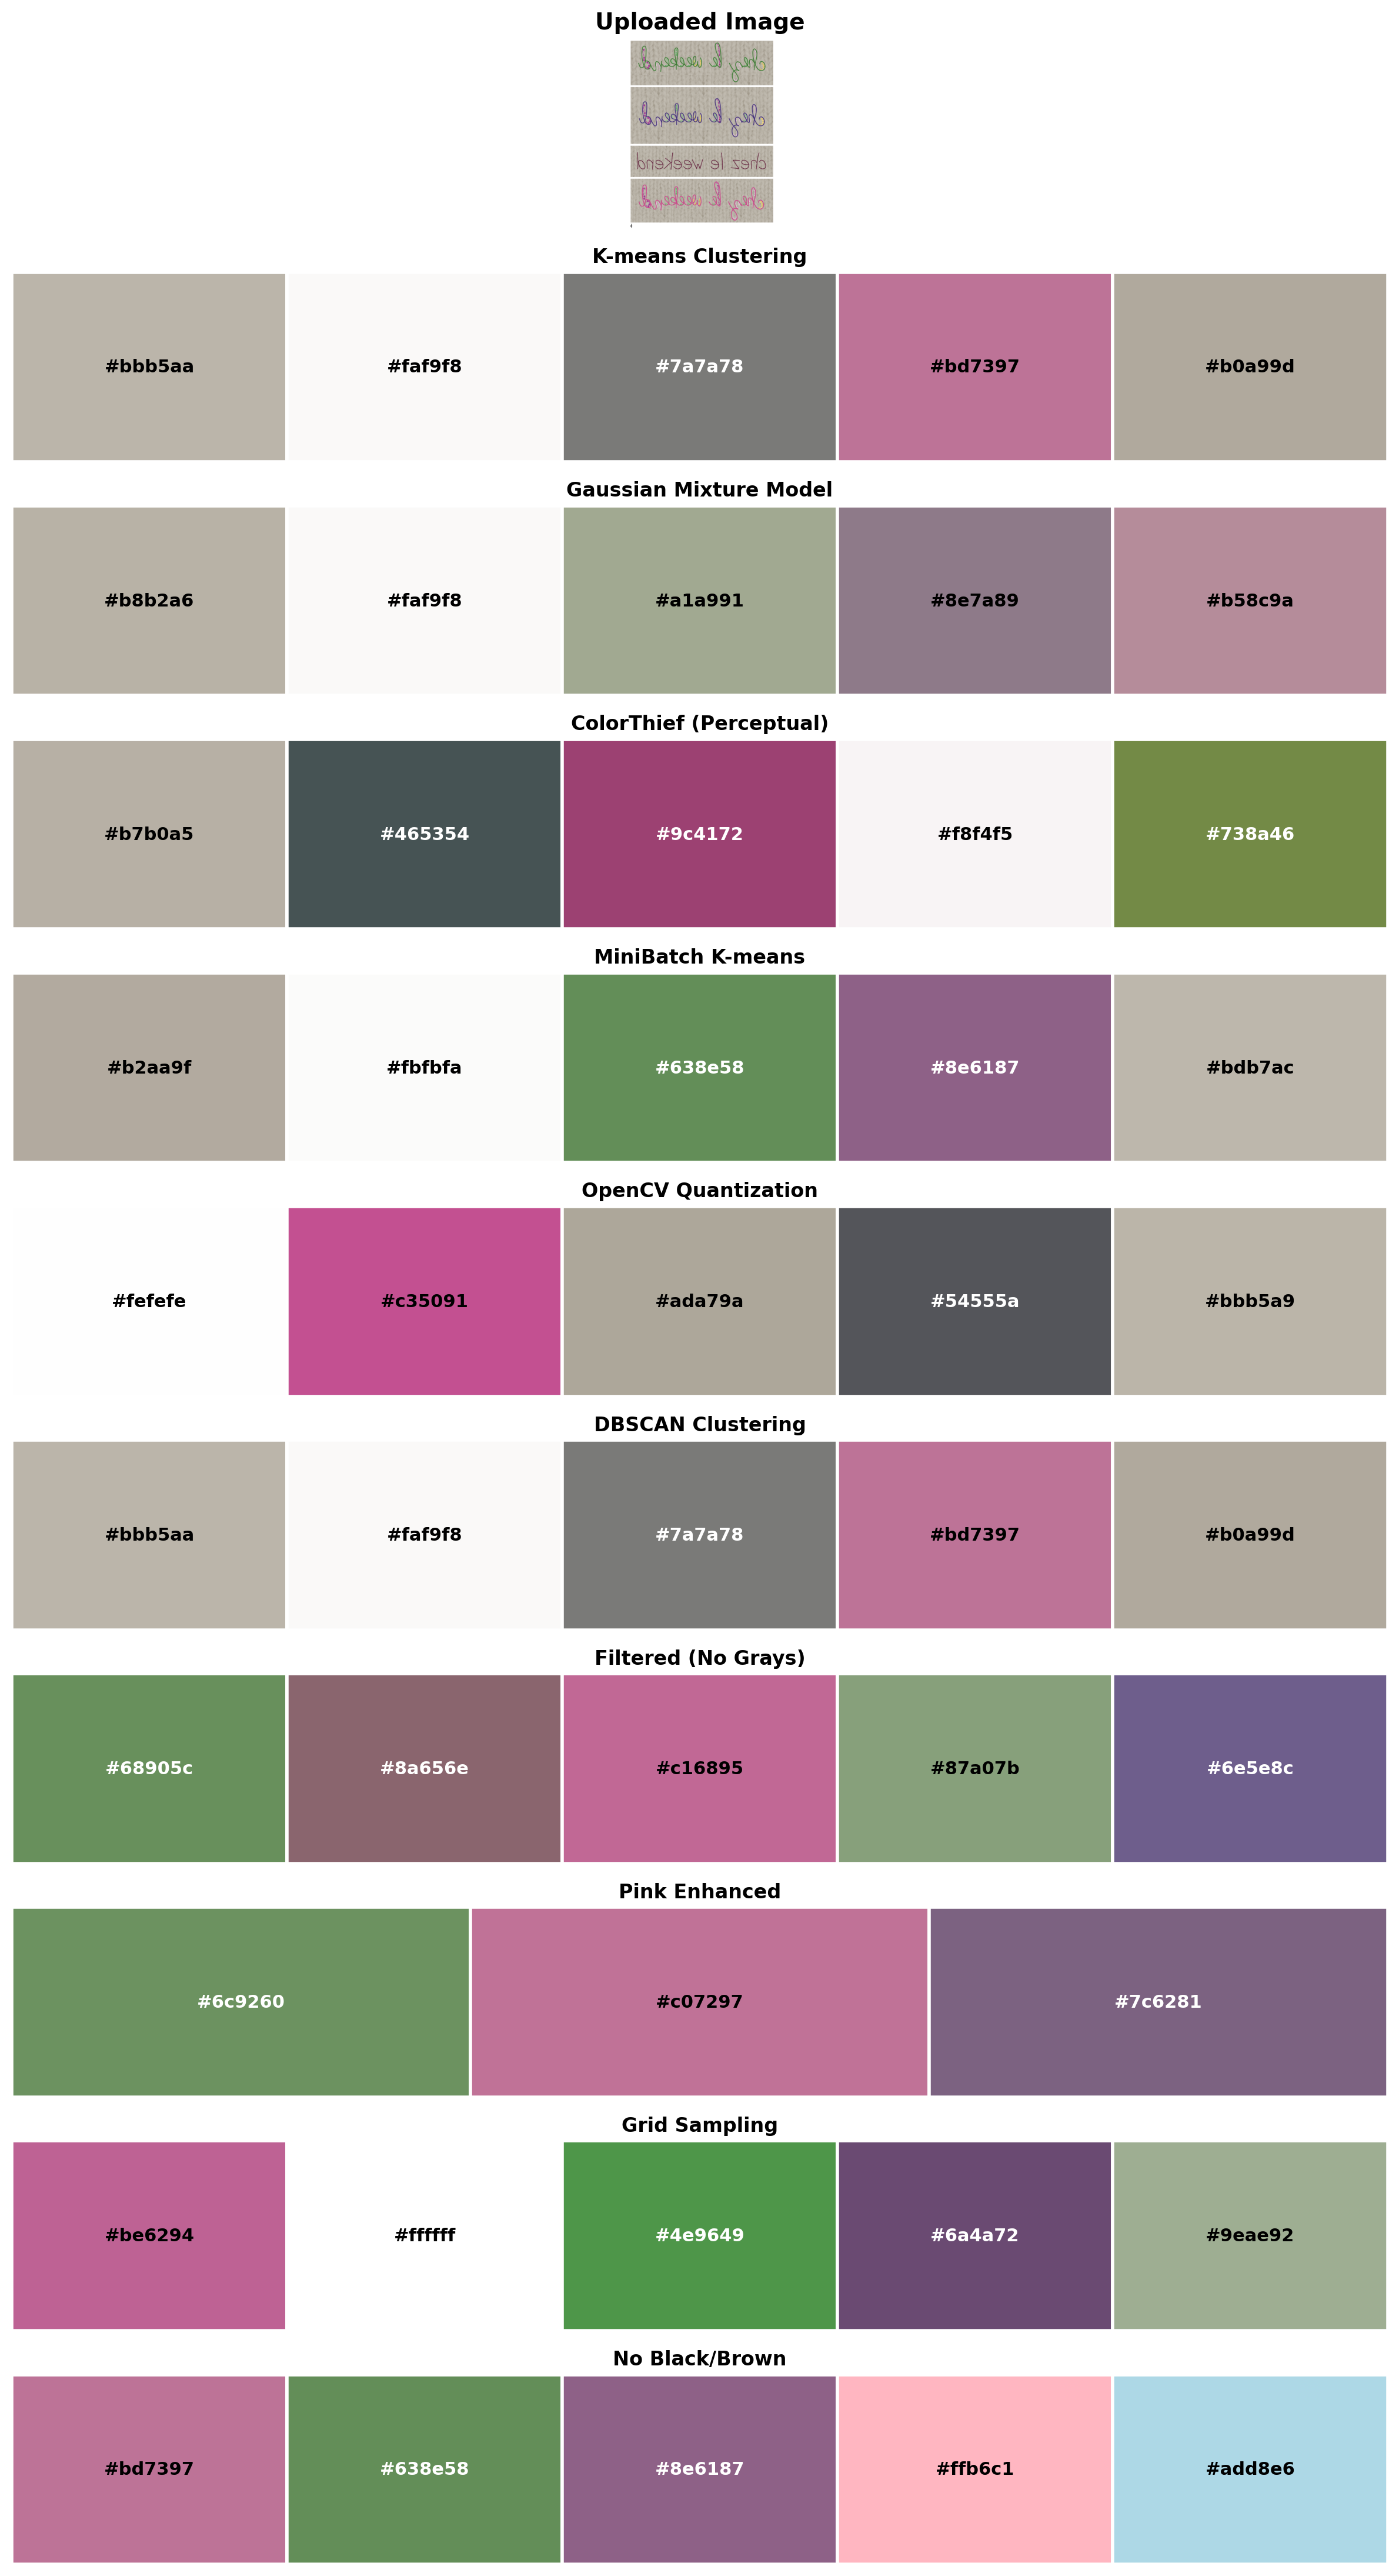 Uploaded Image
chez le weekend
chez le weekend
chez le weekend
chez le weekend
K-means Clustering
#bbb5aa #faf9f8 #7a7a78 #bd7397 #b0a99d
Gaussian Mixture Model
#b8b2a6 #faf9f8 #a1a991 #8e7a89 #b58c9a
ColorThief (Perceptual)
#b7b0a5 #465354 #9c4172 #f8f4f5 #738a46
MiniBatch K-means
#b2aa9f #fbfbfa #638e58 #8e6187 #bdb7ac
OpenCV Quantization
#fefefe #c35091 #ada79a #54555a #bbb5a9
DBSCAN Clustering
#bbb5aa #faf9f8 #7a7a78 #bd7397 #b0a99d
Filtered (No Grays)
#68905c #8a656e #c16895 #87a07b #6e5e8c
Pink Enhanced
#6c9260 #c07297 #7c6281
Grid Sampling
#be6294 #ffffff #4e9649 #6a4a72 #9eae92
No Black/Brown
#bd7397 #638e58 #8e6187 #ffb6c1 #add8e6